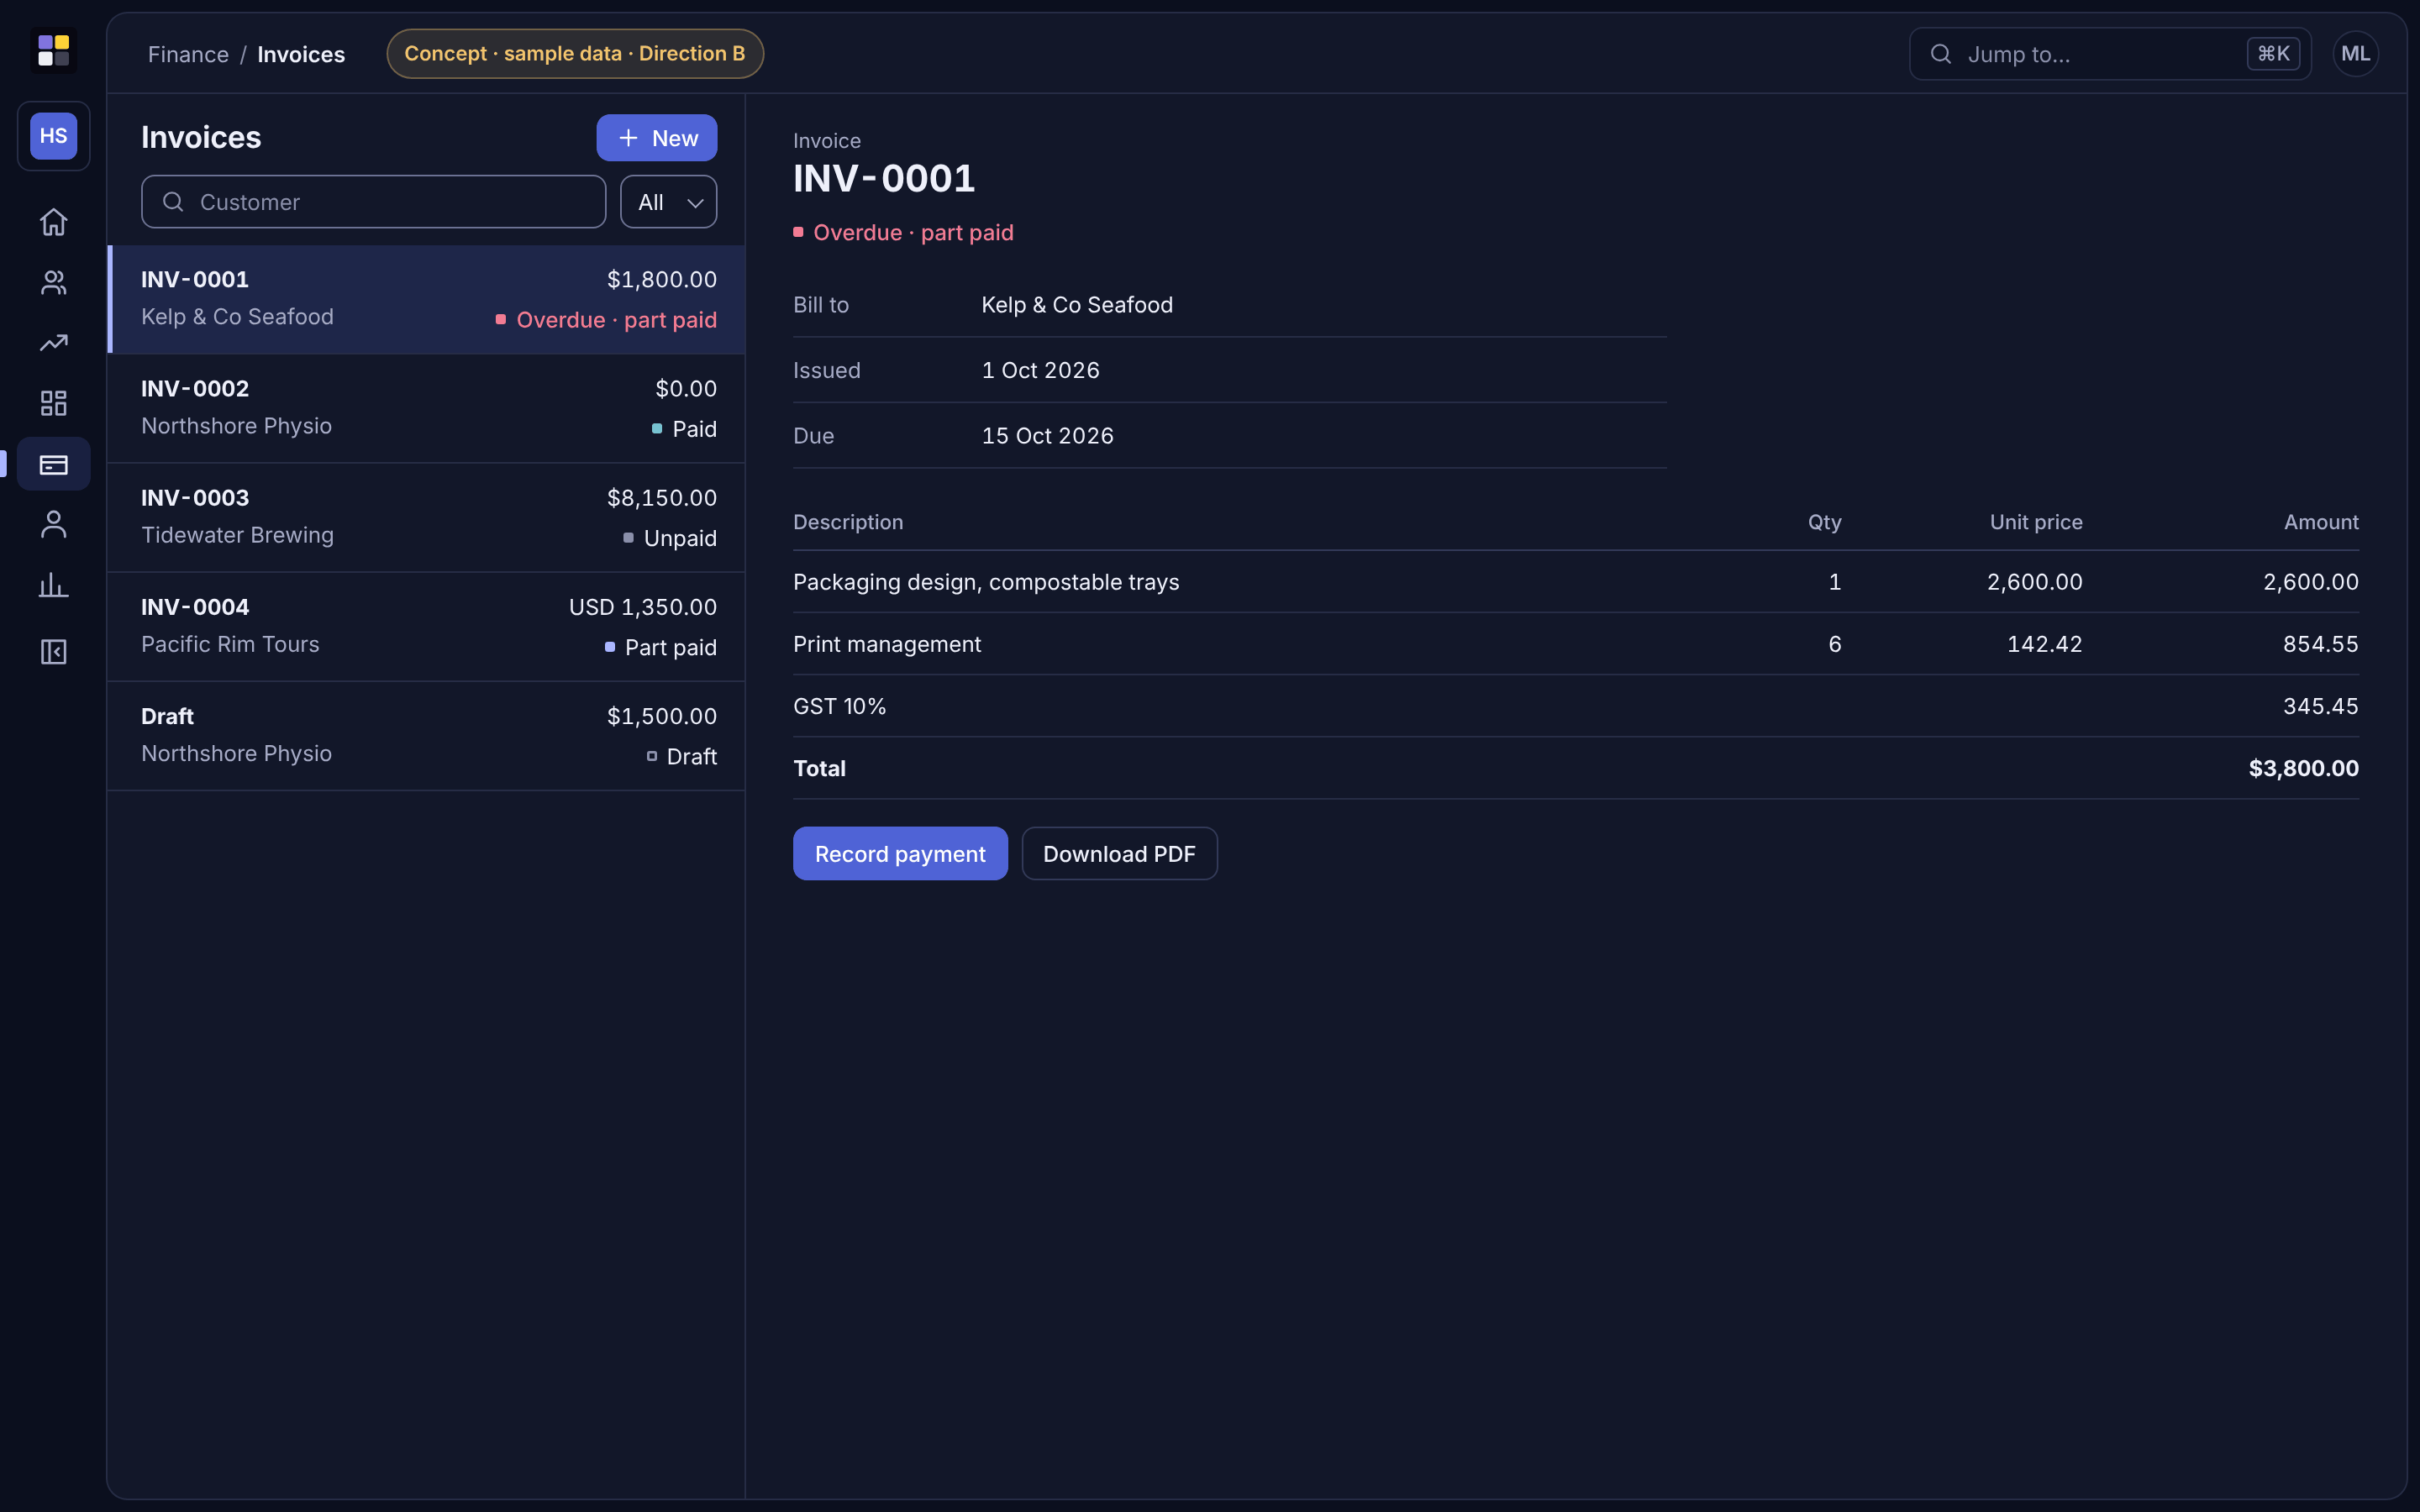 Finance / Invoices
Concept · sample data · Direction B
Jump to...
⌘K
ML
HS
Invoices
New
Customer
All
INV-0001
$1,800.00
Kelp & Co Seafood
Overdue · part paid
INV-0002
$0.00
Northshore Physio
Paid
INV-0003
$8,150.00
Tidewater Brewing
Unpaid
INV-0004
USD 1,350.00
Pacific Rim Tours
Part paid
Draft
$1,500.00
Northshore Physio
Draft
Invoice
INV-0001
Overdue · part paid
Bill to Kelp & Co Seafood
Issued 1 Oct 2026
Due 15 Oct 2026
Description Qty Unit price Amount
Packaging design, compostable trays 1 2,600.00 2,600.00
Print management 6 142.42 854.55
GST 10% 345.45
Total $3,800.00
Record payment
Download PDF